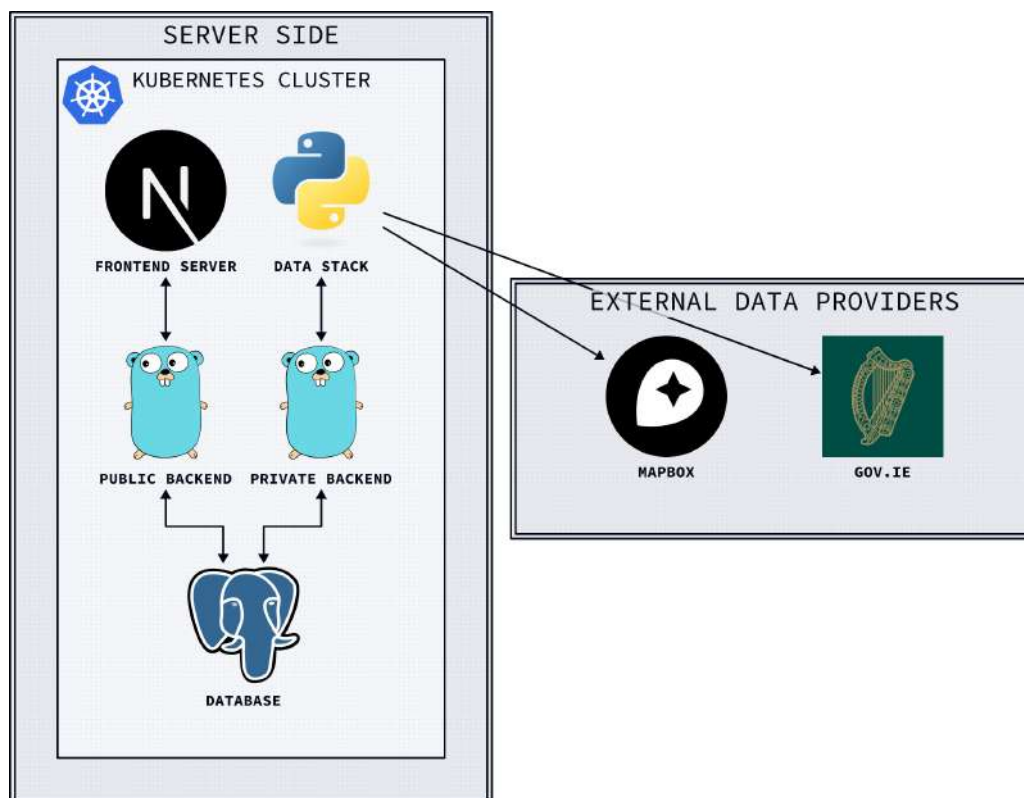 SERVER SIDE
KUBERNETES CLUSTER
FRONTEND SERVER
DATA STACK
EXTERNAL DATA PROVIDERS
MAPBOX
GOV.IE
PUBLIC BACKEND
PRIVATE BACKEND
DATABASE